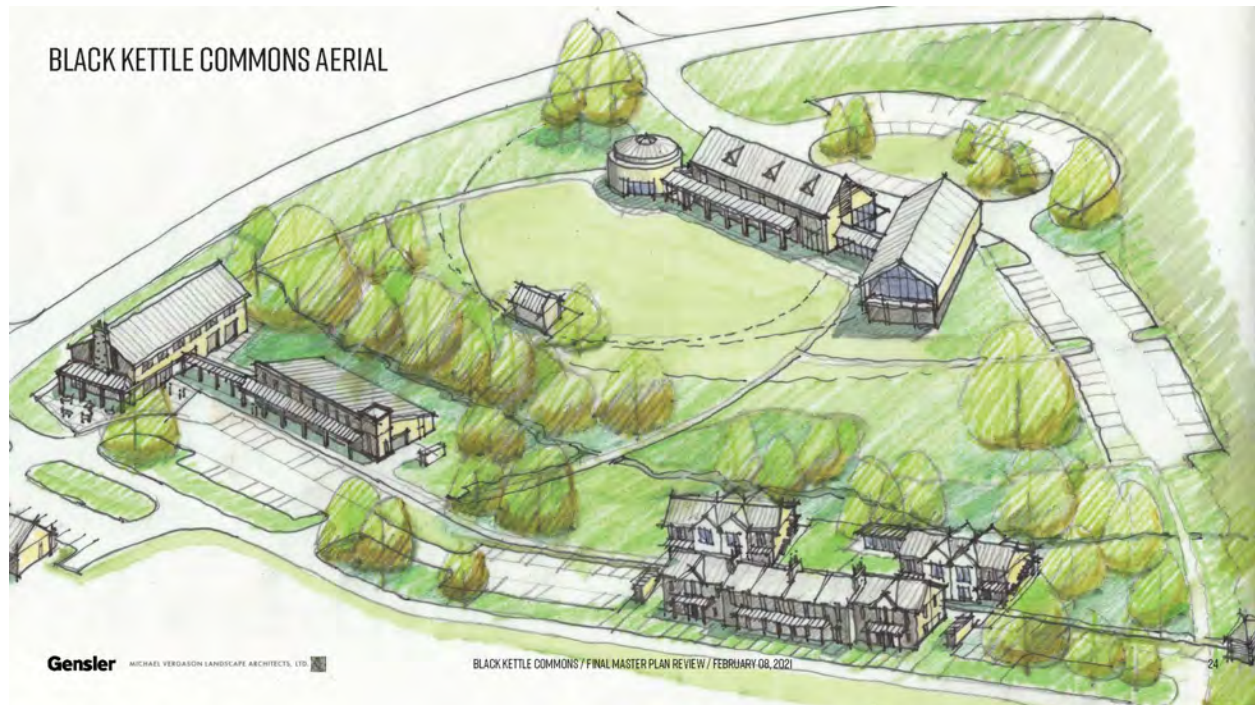 BLACK KETTLE COMMONS AERIAL
Gensler MICHAEL VERGASON LANDSCAPE ARCHITECTS, LTD. BLACK KETTLE COMMONS / FINAL MASTER PLAN REVIEW / FEBRUARY 08, 2021 24